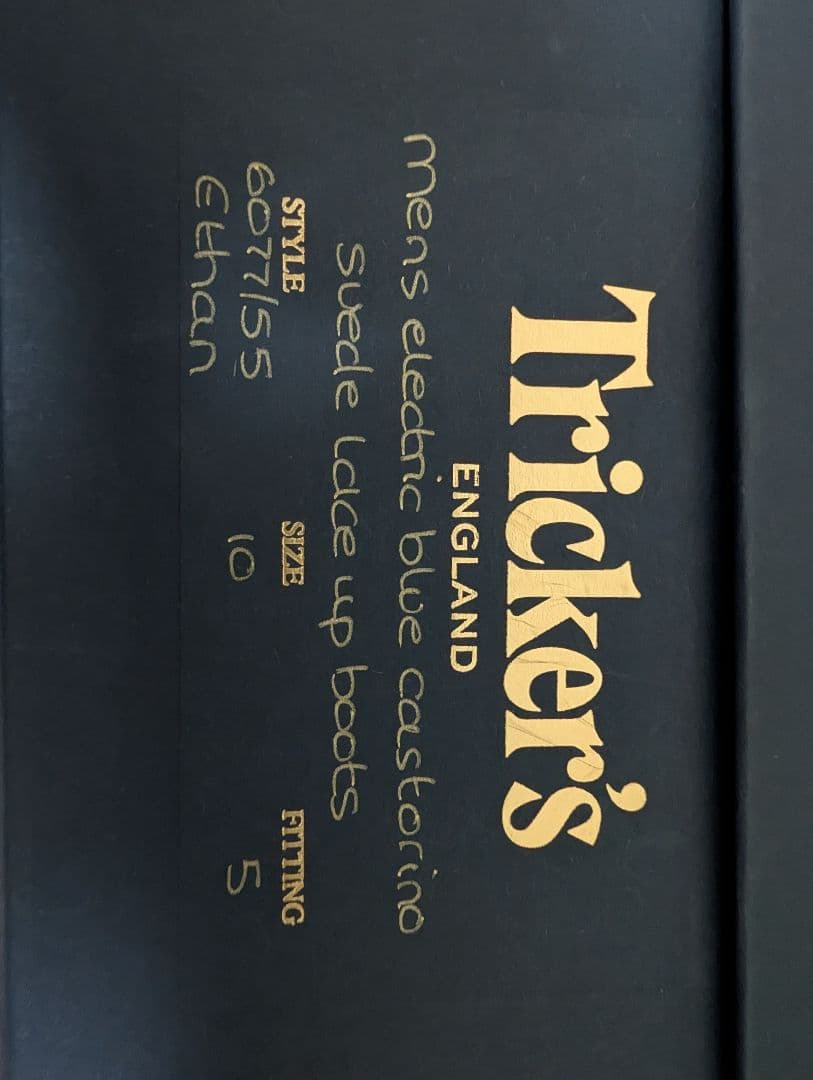 Tricker's
ENGLAND
mens electric blue castorino
suede lace up boots
STYLE SIZE FITTING
6077/55 10 5
Ethan